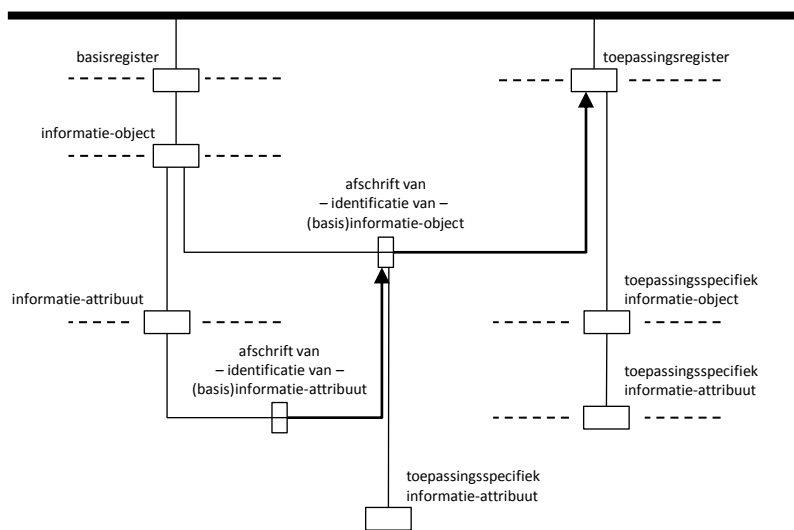 basisregister
toepassingsregister
informatie-object
afschrift van
– identificatie van –
(basis)informatie-object
informatie-attribuut
toepassingsspecifiek
informatie-object
afschrift van
– identificatie van –
(basis)informatie-attribuut
toepassingsspecifiek
informatie-attribuut
toepassingsspecifiek
informatie-attribuut